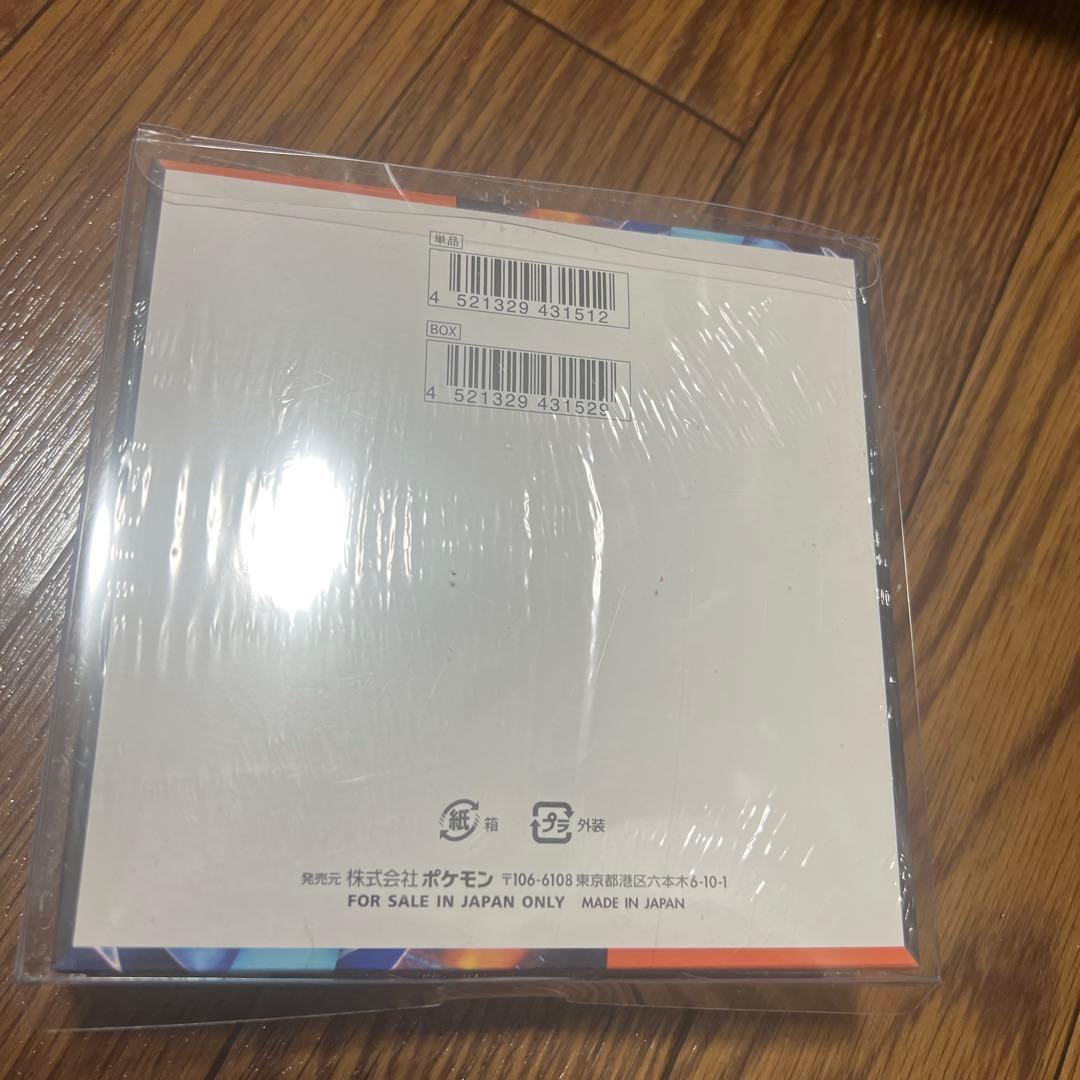 単品
4 521329 431512
BOX
4 521329 431529
紙 箱 プラ 外装
発売元 株式会社ポケモン 〒106-6108 東京都港区六本木6-10-1
FOR SALE IN JAPAN ONLY MADE IN JAPAN